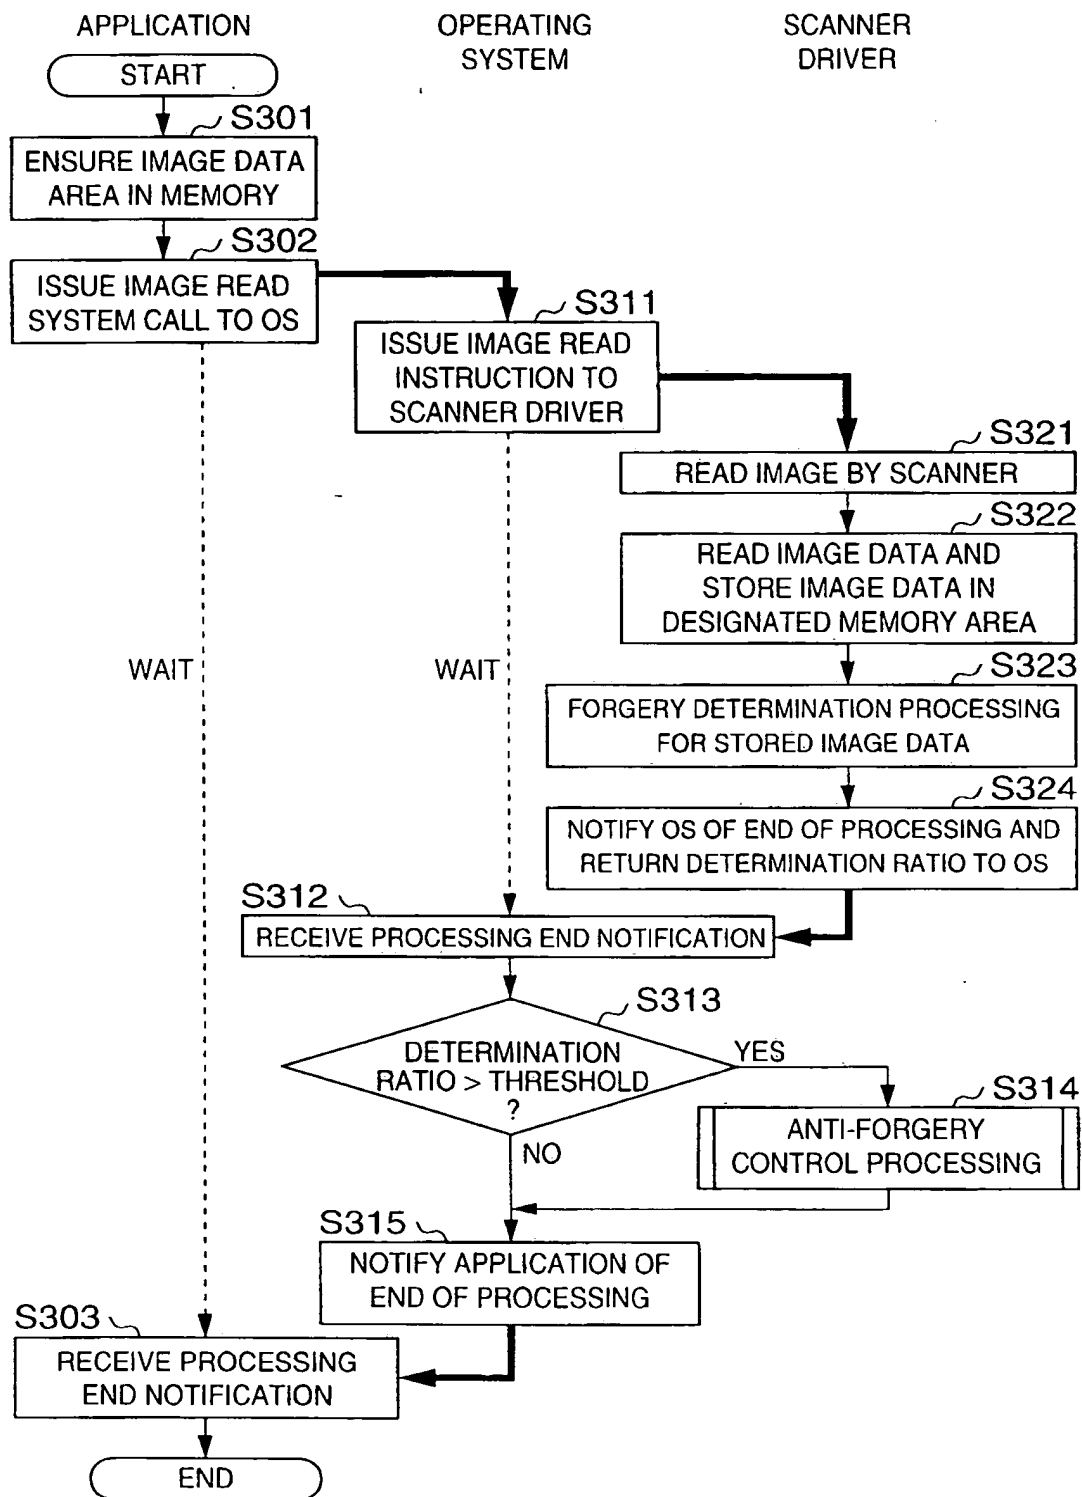 APPLICATION
OPERATING
SYSTEM
SCANNER
DRIVER
START
S301
ENSURE IMAGE DATA
AREA IN MEMORY
S302
ISSUE IMAGE READ
SYSTEM CALL TO OS
S311
ISSUE IMAGE READ
INSTRUCTION TO
SCANNER DRIVER
S321
READ IMAGE BY SCANNER
S322
READ IMAGE DATA AND
STORE IMAGE DATA IN
DESIGNATED MEMORY AREA
WAIT
WAIT
S323
FORGERY DETERMINATION PROCESSING
FOR STORED IMAGE DATA
S324
NOTIFY OS OF END OF PROCESSING AND
RETURN DETERMINATION RATIO TO OS
S312
RECEIVE PROCESSING END NOTIFICATION
S313
DETERMINATION
RATIO > THRESHOLD
?
YES
NO
S314
ANTI-FORGERY
CONTROL PROCESSING
S315
NOTIFY APPLICATION OF
END OF PROCESSING
S303
RECEIVE PROCESSING
END NOTIFICATION
END